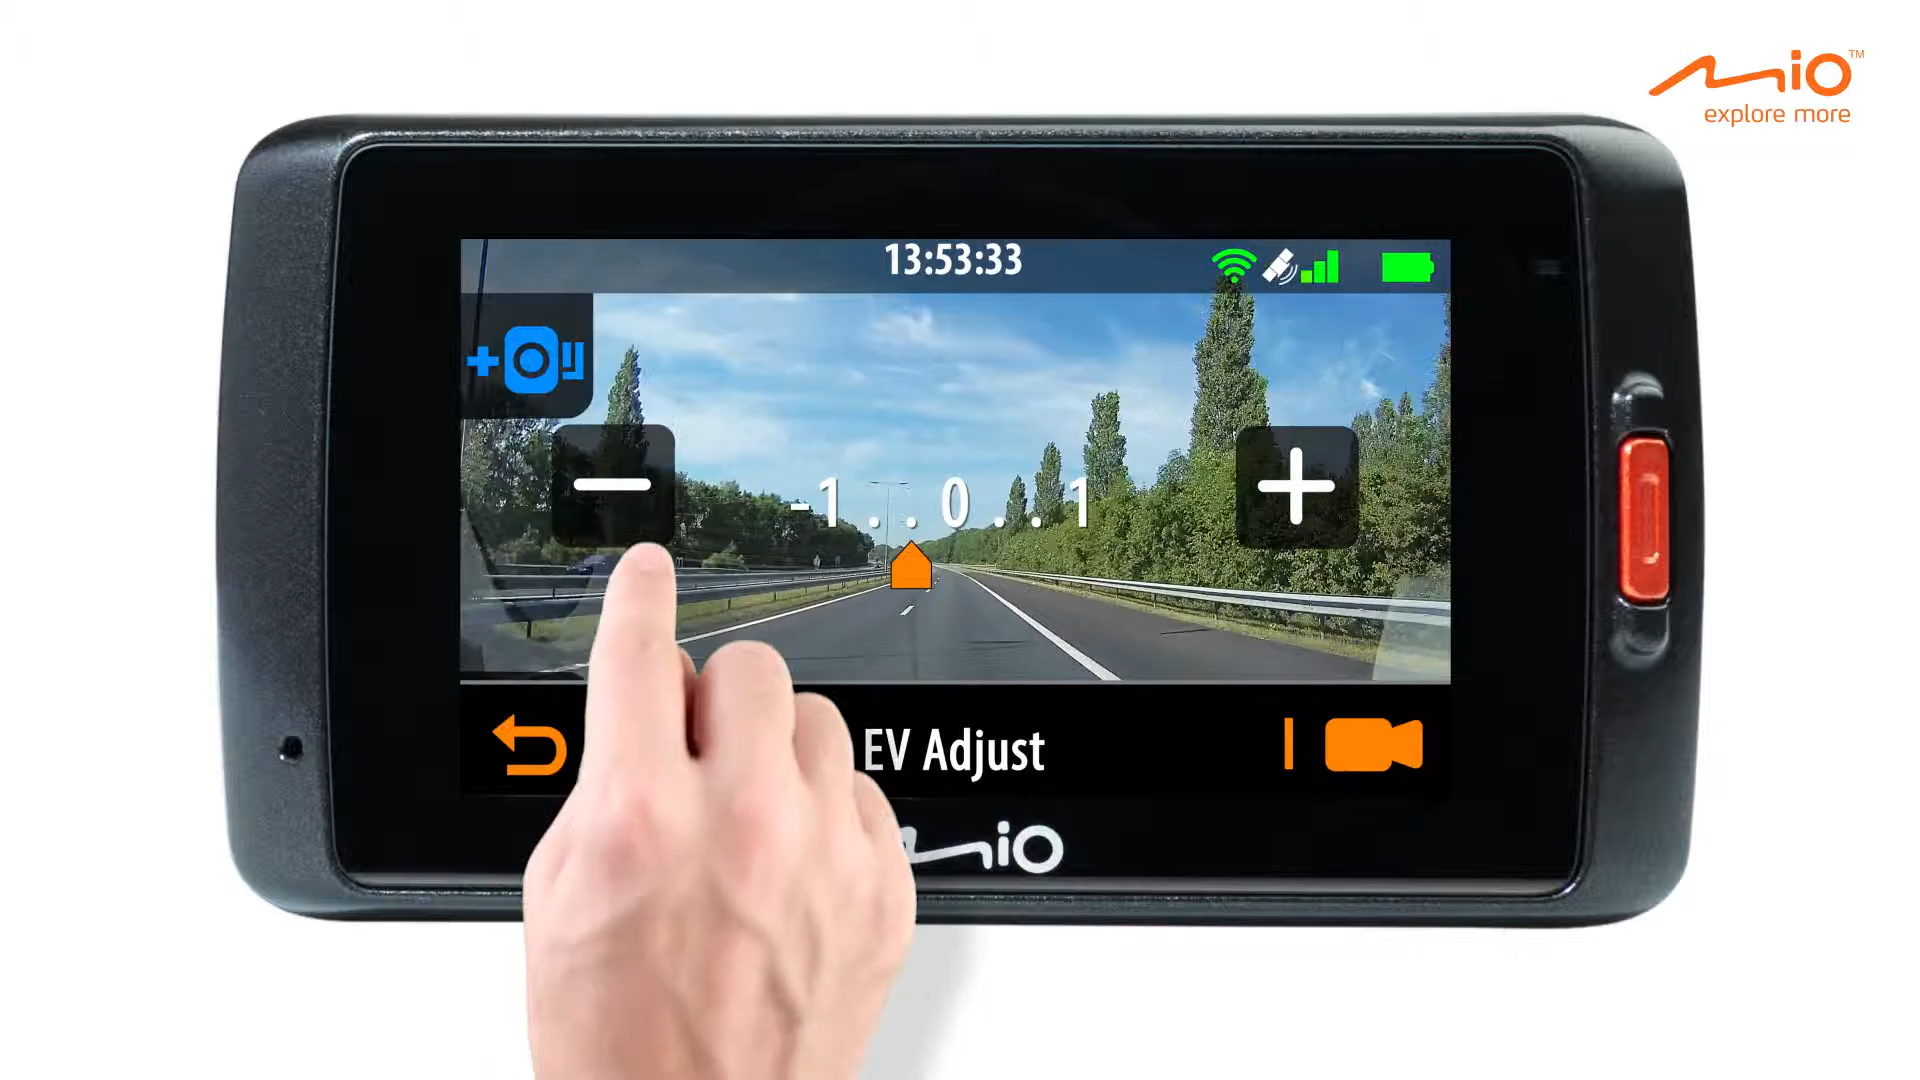 mio™
explore more
13:53:33
-1 . . 0 . . 1
EV Adjust
mio